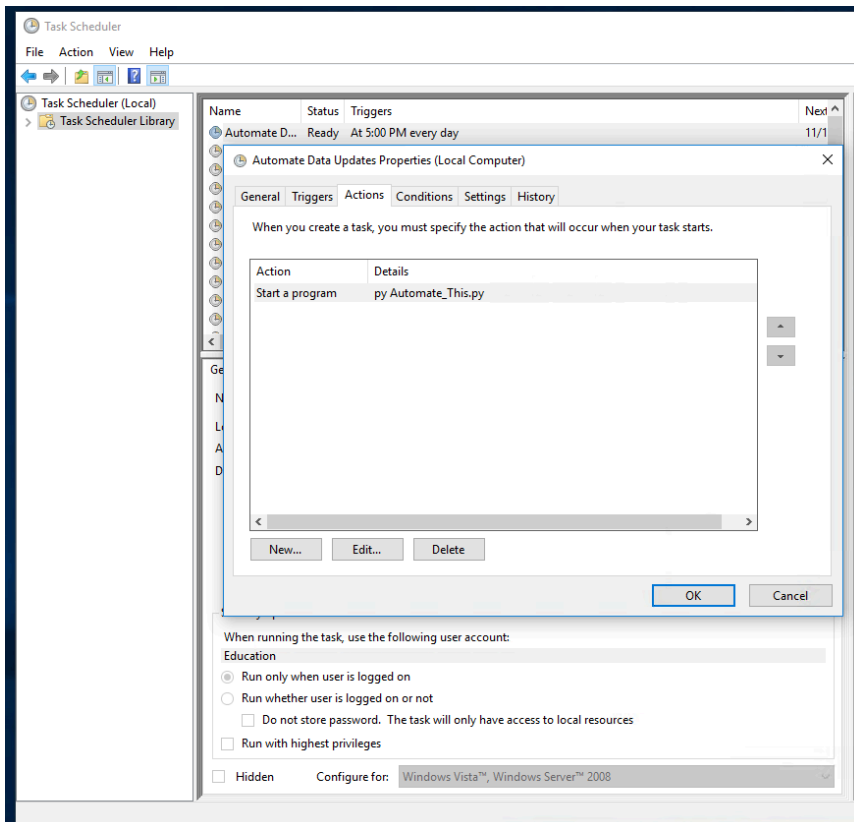 Task Scheduler
File Action View Help
Task Scheduler (Local)
Task Scheduler Library
Name Status Triggers Next
Automate D... Ready At 5:00 PM every day 11/1
Automate Data Updates Properties (Local Computer)
General Triggers Actions Conditions Settings History
When you create a task, you must specify the action that will occur when your task starts.
Action Details
Start a program py Automate_This.py
Ge
N
L
A
D
New... Edit... Delete
OK Cancel
When running the task, use the following user account:
Education
Run only when user is logged on
Run whether user is logged on or not
Do not store password. The task will only have access to local resources
Run with highest privileges
Hidden Configure for: Windows Vista™, Windows Server™ 2008